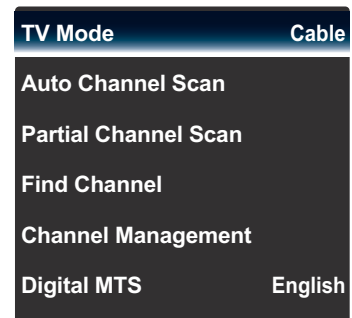 TV Mode Cable
Auto Channel Scan
Partial Channel Scan
Find Channel
Channel Management
Digital MTS English